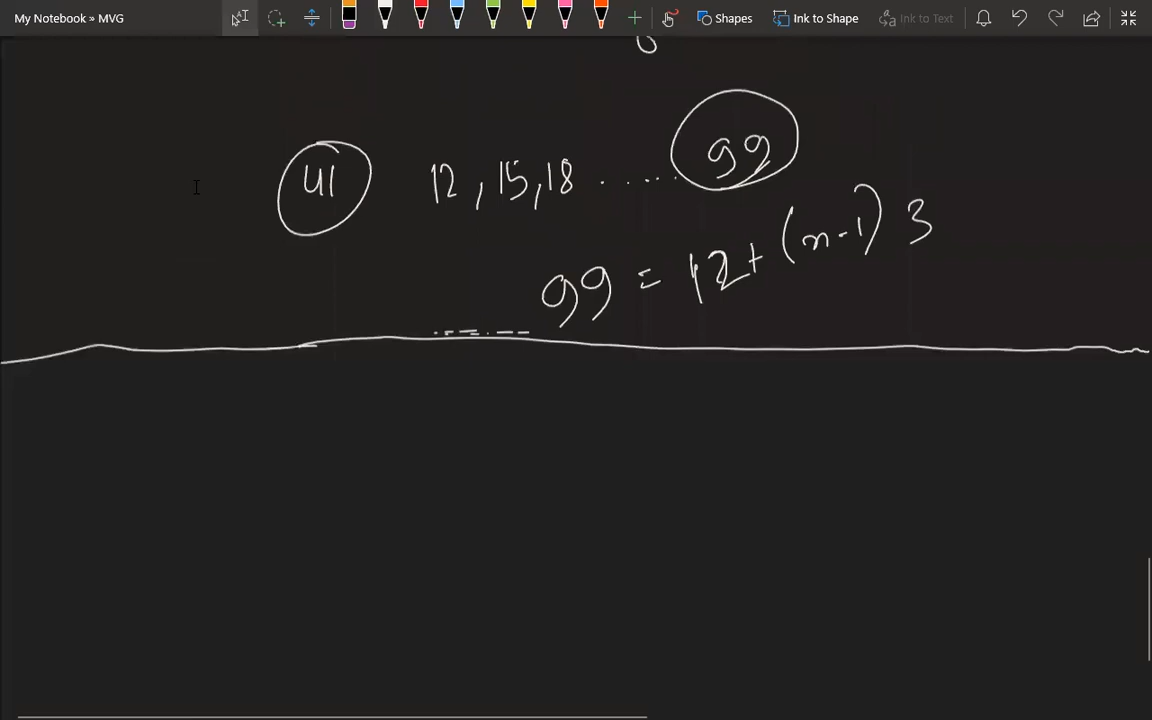 My Notebook » MVG
Shapes
Ink to Shape
Ink to Text
41 12, 15, 18 ..... 99
99 = 12 + (n-1) 3